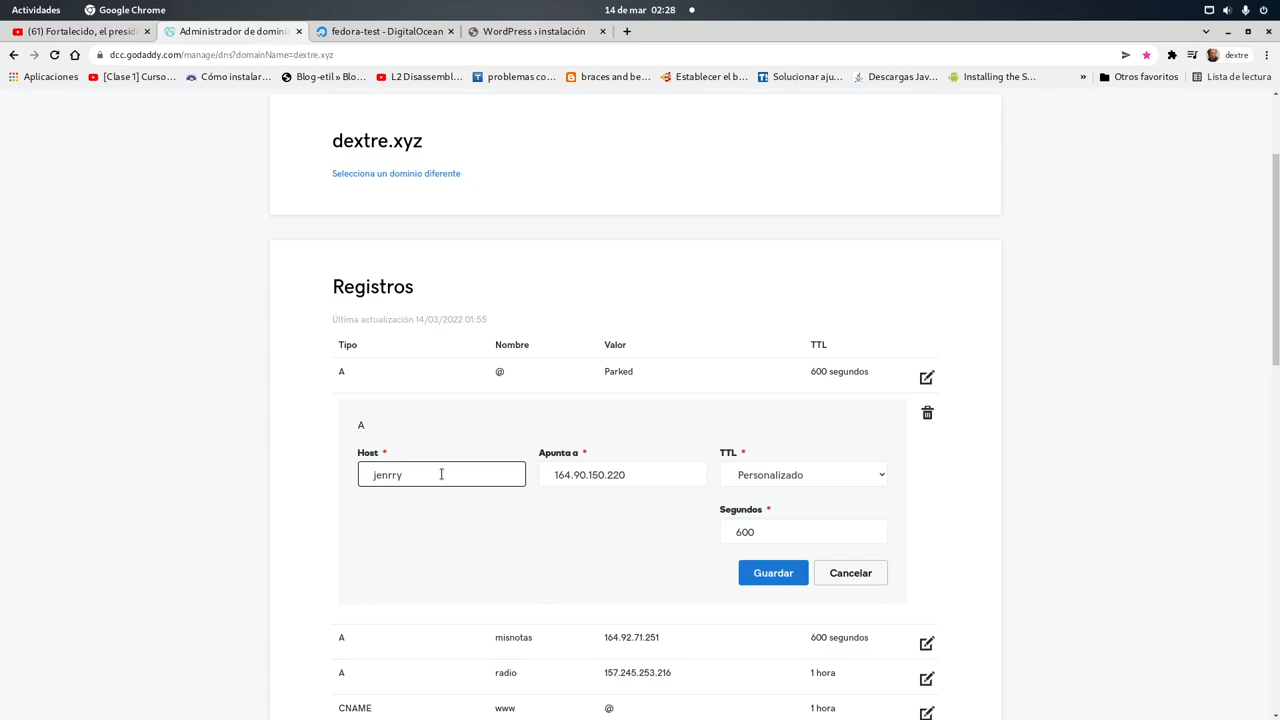 Actividades Google Chrome 14 de mar 02:28
(61) Fortalecido, el presid Administrador de domini fedora-test - DigitalOcean WordPress › instalación
dcc.godaddy.com/manage/dns?domainName=dextre.xyz dextre
Aplicaciones [Clase 1] Curso... Cómo instalar... Blog-etil » Blo... L2 Disassembl... problemas co... braces and be... Establecer el b... Solucionar aju... Descargas Jav... Installing the S... » Otros favoritos Lista de lectura
dextre.xyz
Selecciona un dominio diferente
Registros
Última actualización 14/03/2022 01:55
Tipo Nombre Valor TTL
A @ Parked 600 segundos
A
Host * Apunta a * TTL *
jenrry 164.90.150.220 Personalizado
Segundos *
600
Guardar Cancelar
A misnotas 164.92.71.251 600 segundos
A radio 157.245.253.216 1 hora
CNAME www @ 1 hora